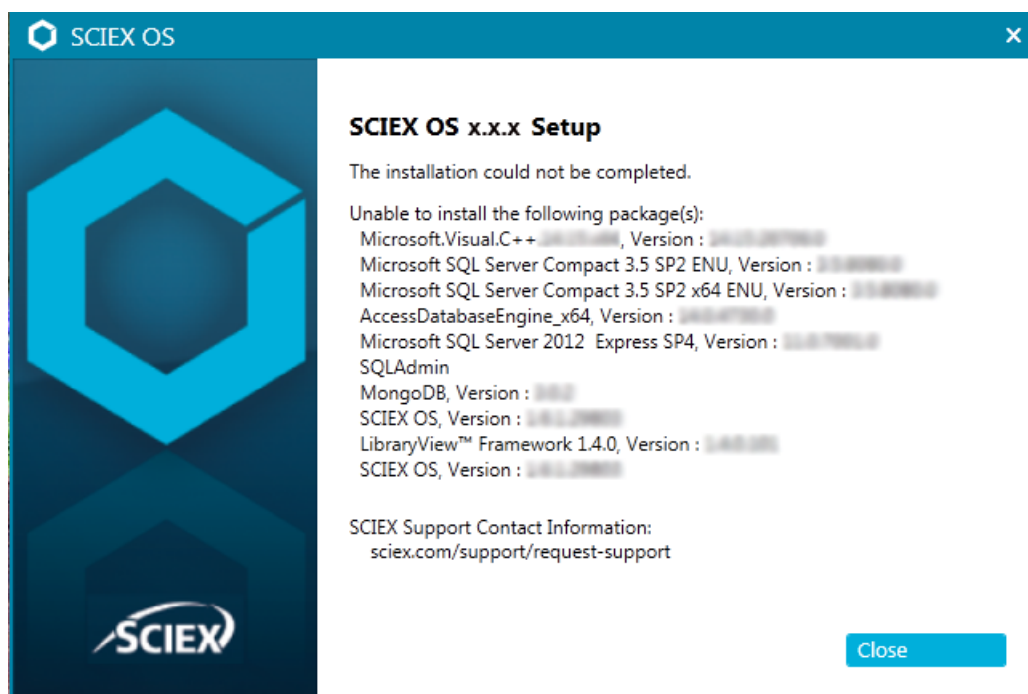 SCIEX OS
SCIEX OS x.x.x Setup
The installation could not be completed.
Unable to install the following package(s):
Microsoft.Visual.C++ , Version :
Microsoft SQL Server Compact 3.5 SP2 ENU, Version :
Microsoft SQL Server Compact 3.5 SP2 x64 ENU, Version :
AccessDatabaseEngine_x64, Version :
Microsoft SQL Server 2012 Express SP4, Version :
SQLAdmin
MongoDB, Version :
SCIEX OS, Version :
LibraryView™ Framework 1.4.0, Version :
SCIEX OS, Version :
SCIEX Support Contact Information:
sciex.com/support/request-support
SCIEX
Close